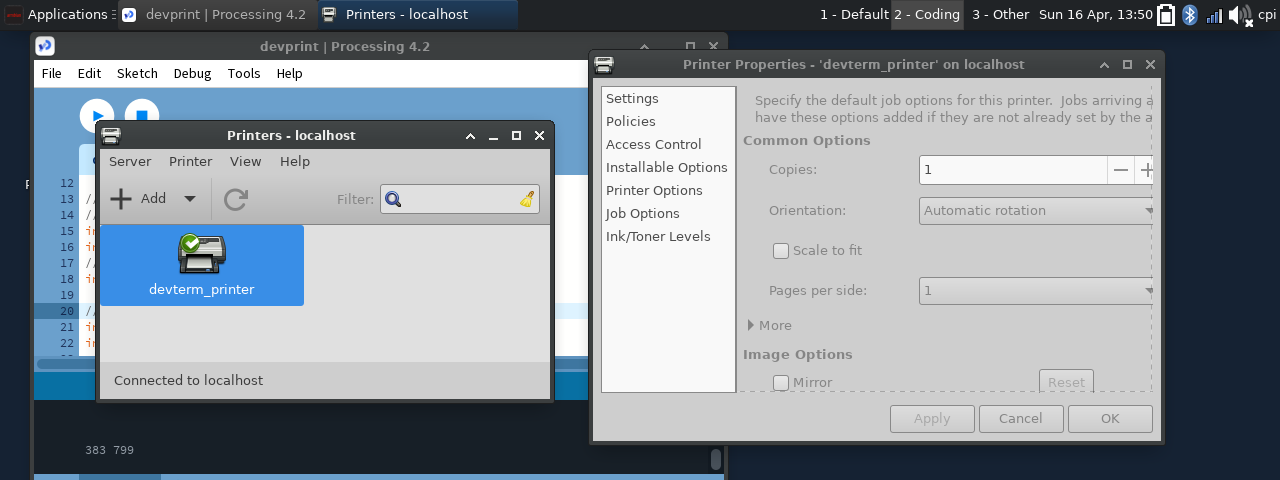 Applications
devprint | Processing 4.2
Printers - localhost
1 - Default
2 - Coding
3 - Other
Sun 16 Apr, 13:50
cpi
devprint | Processing 4.2
File Edit Sketch Debug Tools Help
12
13 //
14 //
15 in
16 in
17 //
18 in
19
20 //
21 in
22 in
383 799
Printers - localhost
Server Printer View Help
Add
Filter:
devterm_printer
Connected to localhost
Printer Properties - 'devterm_printer' on localhost
Settings
Policies
Access Control
Installable Options
Printer Options
Job Options
Ink/Toner Levels
Specify the default job options for this printer. Jobs arriving a
have these options added if they are not already set by the a
Common Options
Copies: 1
Orientation: Automatic rotation
Scale to fit
Pages per side: 1
More
Image Options
Mirror
Reset
Apply Cancel OK